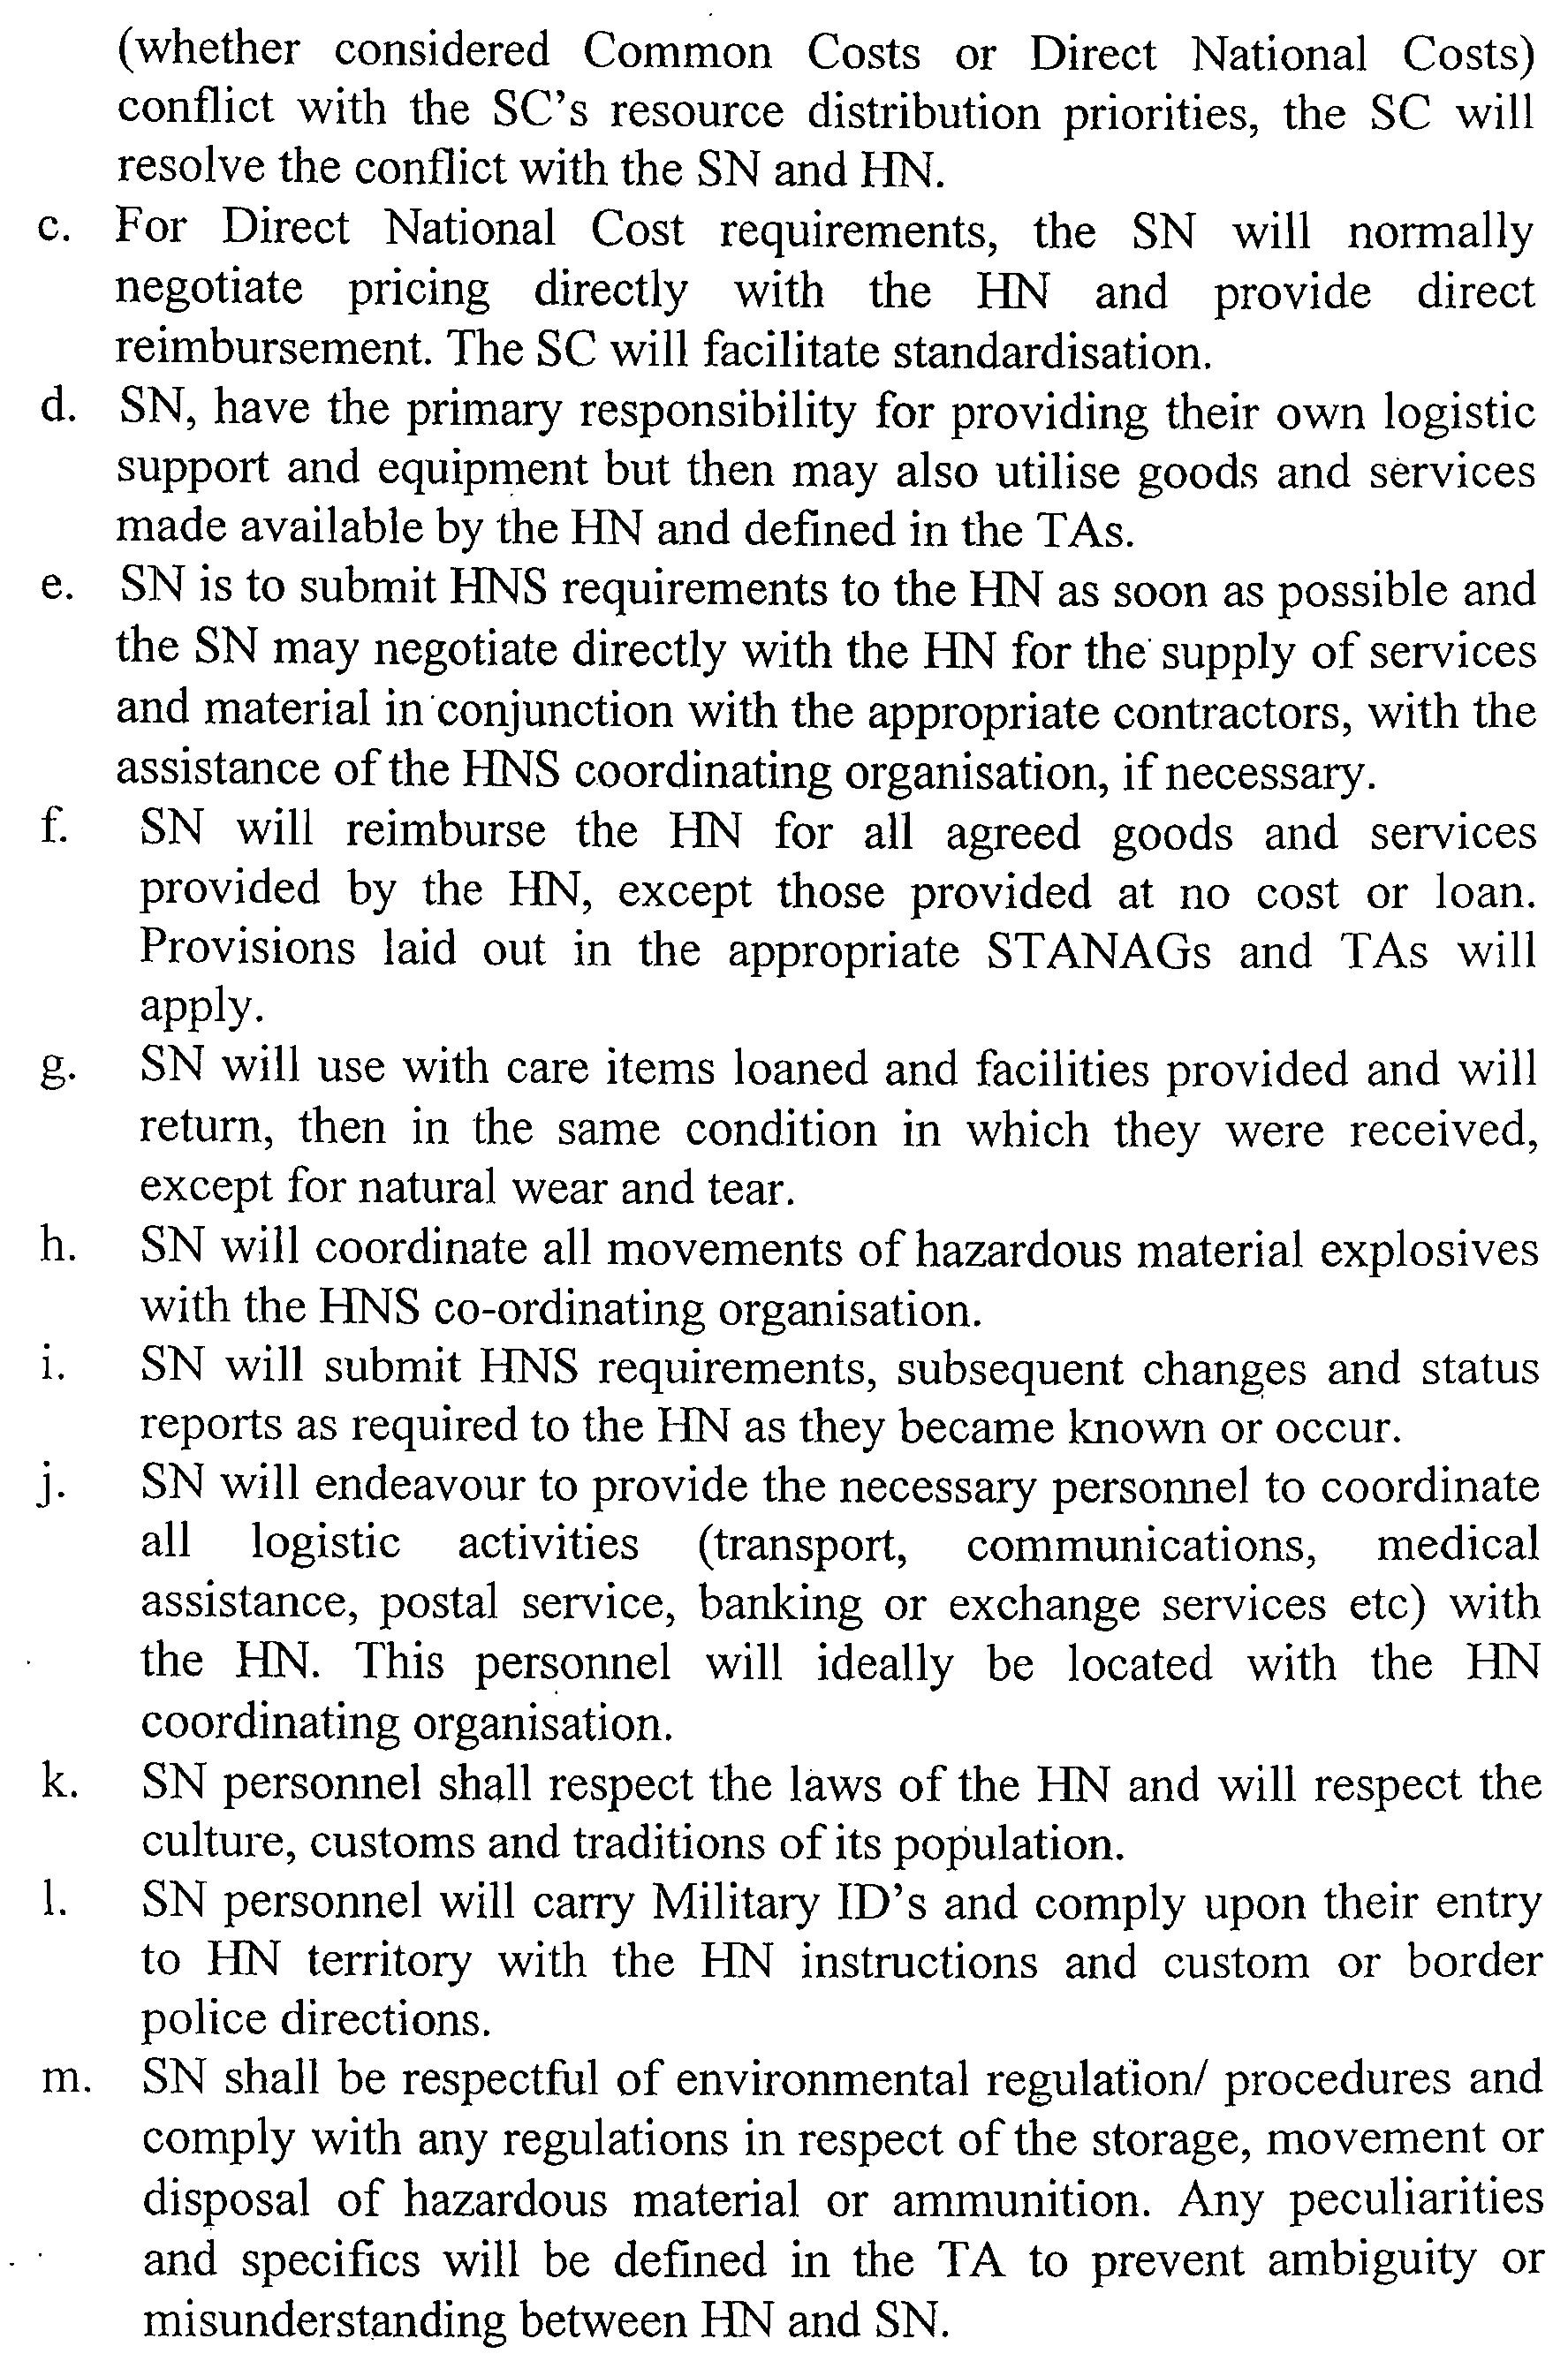 (whether considered Common Costs or Direct National Costs)
conflict with the SC's resource distribution priorities, the SC will
resolve the conflict with the SN and HN.
c. For Direct National Cost requirements, the SN will normally
negotiate pricing directly with the HN and provide direct
reimbursement. The SC will facilitate standardisation.
d. SN, have the primary responsibility for providing their own logistic
support and equipment but then may also utilise goods and services
made available by the HN and defined in the TAs.
e. SN is to submit HNS requirements to the HN as soon as possible and
the SN may negotiate directly with the HN for the supply of services
and material in conjunction with the appropriate contractors, with the
assistance of the HNS coordinating organisation, if necessary.
f. SN will reimburse the HN for all agreed goods and services
provided by the HN, except those provided at no cost or loan.
Provisions laid out in the appropriate STANAGs and TAs will
apply.
g. SN will use with care items loaned and facilities provided and will
return, then in the same condition in which they were received,
except for natural wear and tear.
h. SN will coordinate all movements of hazardous material explosives
with the HNS co-ordinating organisation.
i. SN will submit HNS requirements, subsequent changes and status
reports as required to the HN as they became known or occur.
j. SN will endeavour to provide the necessary personnel to coordinate
all logistic activities (transport, communications, medical
assistance, postal service, banking or exchange services etc) with
the HN. This personnel will ideally be located with the HN
coordinating organisation.
k. SN personnel shall respect the laws of the HN and will respect the
culture, customs and traditions of its population.
l. SN personnel will carry Military ID's and comply upon their entry
to HN territory with the HN instructions and custom or border
police directions.
m. SN shall be respectful of environmental regulation/ procedures and
comply with any regulations in respect of the storage, movement or
disposal of hazardous material or ammunition. Any peculiarities
and specifics will be defined in the TA to prevent ambiguity or
misunderstanding between HN and SN.